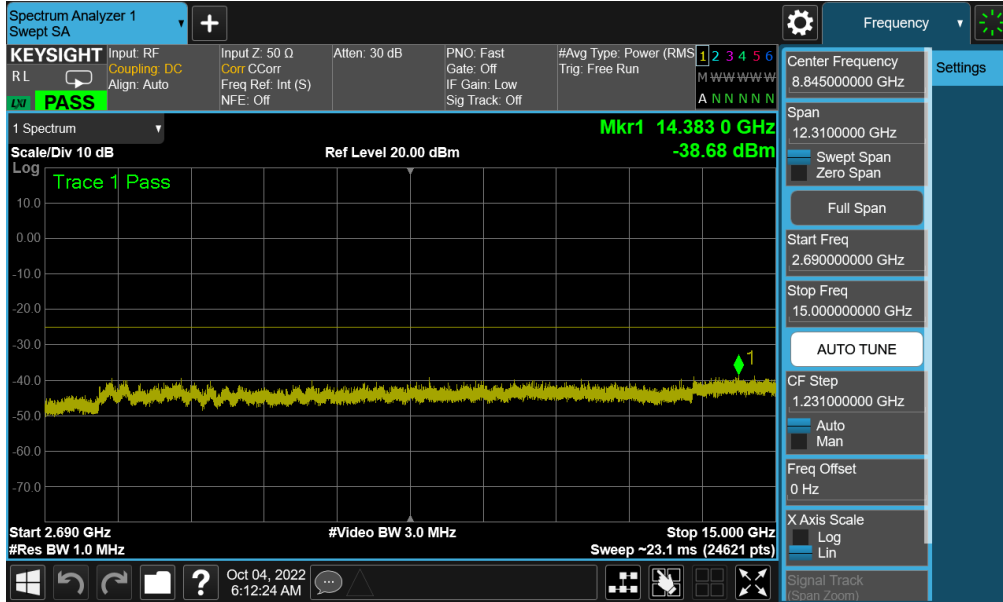 Spectrum Analyzer 1
Swept SA
Frequency
KEYSIGHT
RL
LXI
PASS
Input: RF
Coupling: DC
Align: Auto
Input Z: 50 Ω
Corr CCorr
Freq Ref: Int (S)
NFE: Off
Atten: 30 dB
PNO: Fast
Gate: Off
IF Gain: Low
Sig Track: Off
#Avg Type: Power (RMS
Trig: Free Run
1 2 3 4 5 6
M W W W W W
A N N N N N
1 Spectrum
Scale/Div 10 dB
Ref Level 20.00 dBm
Mkr1 14.383 0 GHz
-38.68 dBm
Log
Trace 1 Pass
10.0
0.00
-10.0
-20.0
-30.0
-40.0
-50.0
-60.0
-70.0
1
Start 2.690 GHz
#Res BW 1.0 MHz
#Video BW 3.0 MHz
Stop 15.000 GHz
Sweep ~23.1 ms (24621 pts)
Center Frequency
8.845000000 GHz
Span
12.3100000 GHz
Swept Span
Zero Span
Full Span
Start Freq
2.690000000 GHz
Stop Freq
15.000000000 GHz
AUTO TUNE
CF Step
1.231000000 GHz
Auto
Man
Freq Offset
0 Hz
X Axis Scale
Log
Lin
Signal Track
(Span Zoom)
Settings
?
Oct 04, 2022
6:12:24 AM